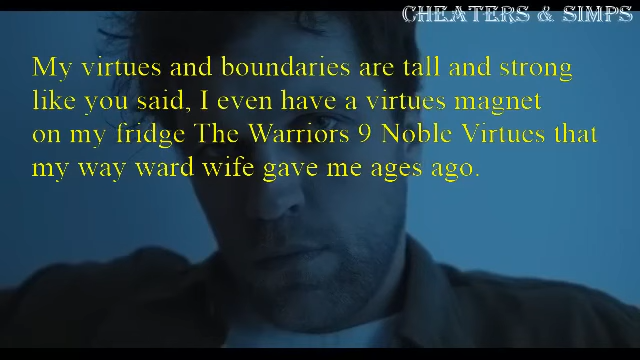 CHEATERS & SIMPS
My virtues and boundaries are tall and strong
like you said, I even have a virtues magnet
on my fridge The Warriors 9 Noble Virtues that
my way ward wife gave me ages ago.